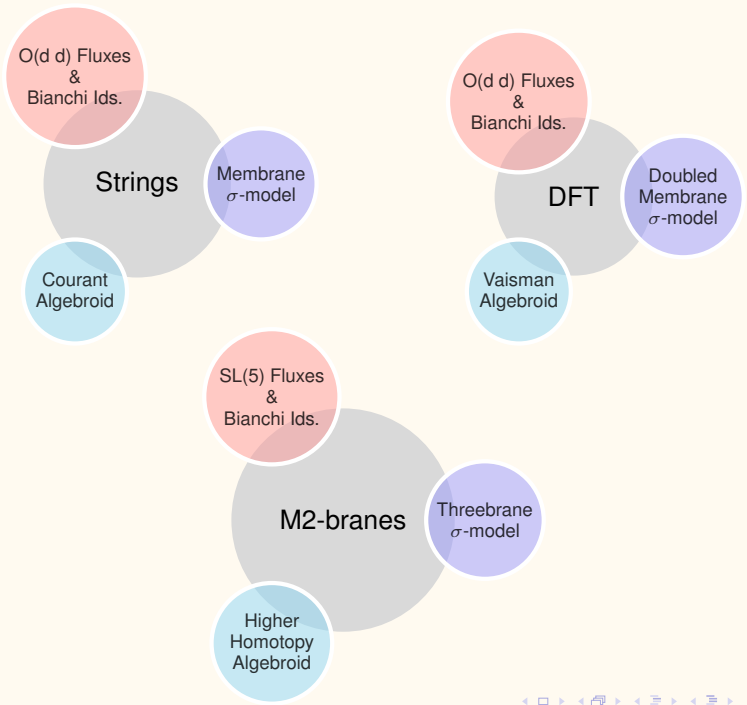 O(d d) Fluxes
&
Bianchi Ids.
Strings
Membrane
σ-model
Courant
Algebroid
O(d d) Fluxes
&
Bianchi Ids.
DFT
Doubled
Membrane
σ-model
Vaisman
Algebroid
SL(5) Fluxes
&
Bianchi Ids.
M2-branes
Threebrane
σ-model
Higher
Homotopy
Algebroid